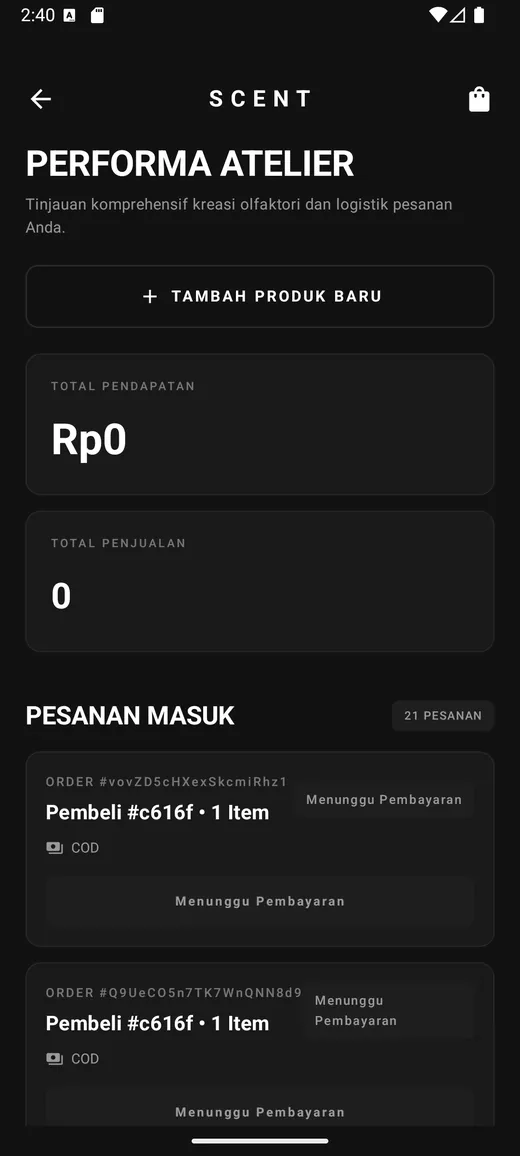 2:40
SCENT
PERFORMA ATELIER
Tinjauan komprehensif kreasi olfaktori dan logistik pesanan
Anda.
+ TAMBAH PRODUK BARU
TOTAL PENDAPATAN
Rp0
TOTAL PENJUALAN
0
PESANAN MASUK
21 PESANAN
ORDER #vovZD5cHXexSkcmiRhz1
Menunggu Pembayaran
Pembeli #c616f • 1 Item
COD
Menunggu Pembayaran
ORDER #Q9UeCO5n7TK7WnQNN8d9
Menunggu
Pembayaran
Pembeli #c616f • 1 Item
COD
Menunggu Pembayaran